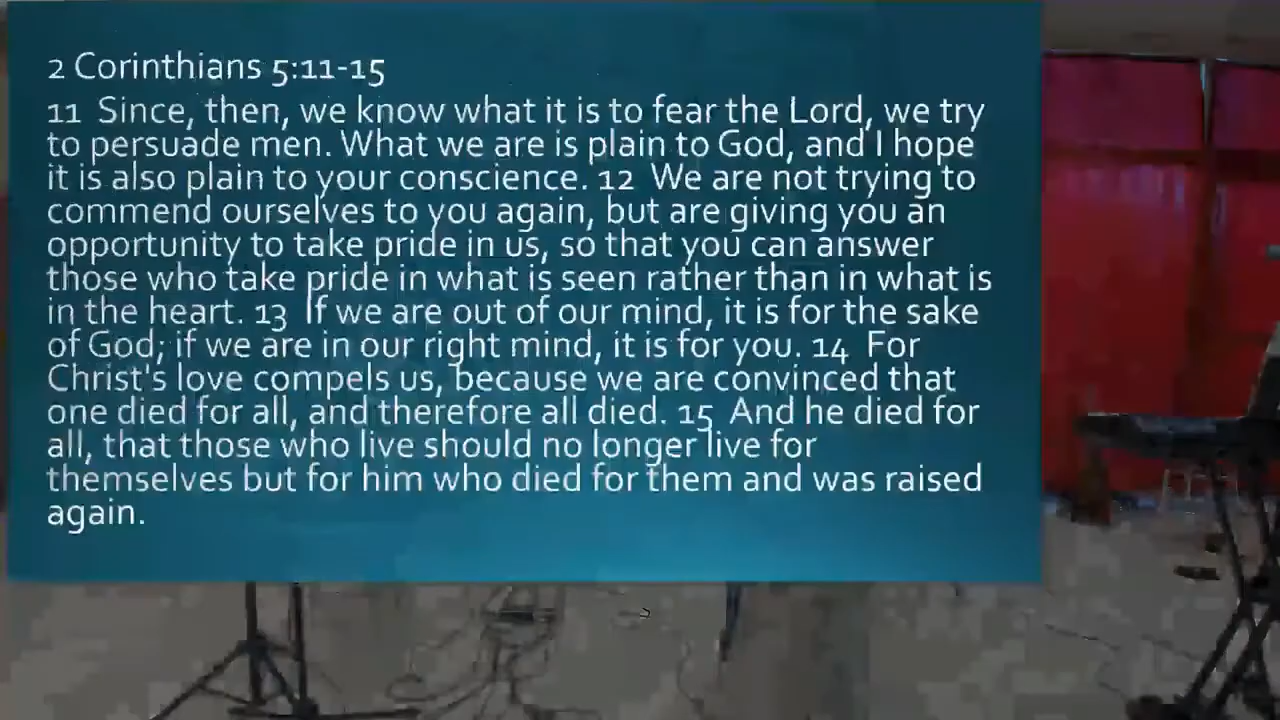 2 Corinthians 5:11-15
11 Since, then, we know what it is to fear the Lord, we try
to persuade men. What we are is plain to God, and I hope
it is also plain to your conscience. 12 We are not trying to
commend ourselves to you again, but are giving you an
opportunity to take pride in us, so that you can answer
those who take pride in what is seen rather than in what is
in the heart. 13 If we are out of our mind, it is for the sake
of God; if we are in our right mind, it is for you. 14 For
Christ's love compels us, because we are convinced that
one died for all, and therefore all died. 15 And he died for
all, that those who live should no longer live for
themselves but for him who died for them and was raised
again.